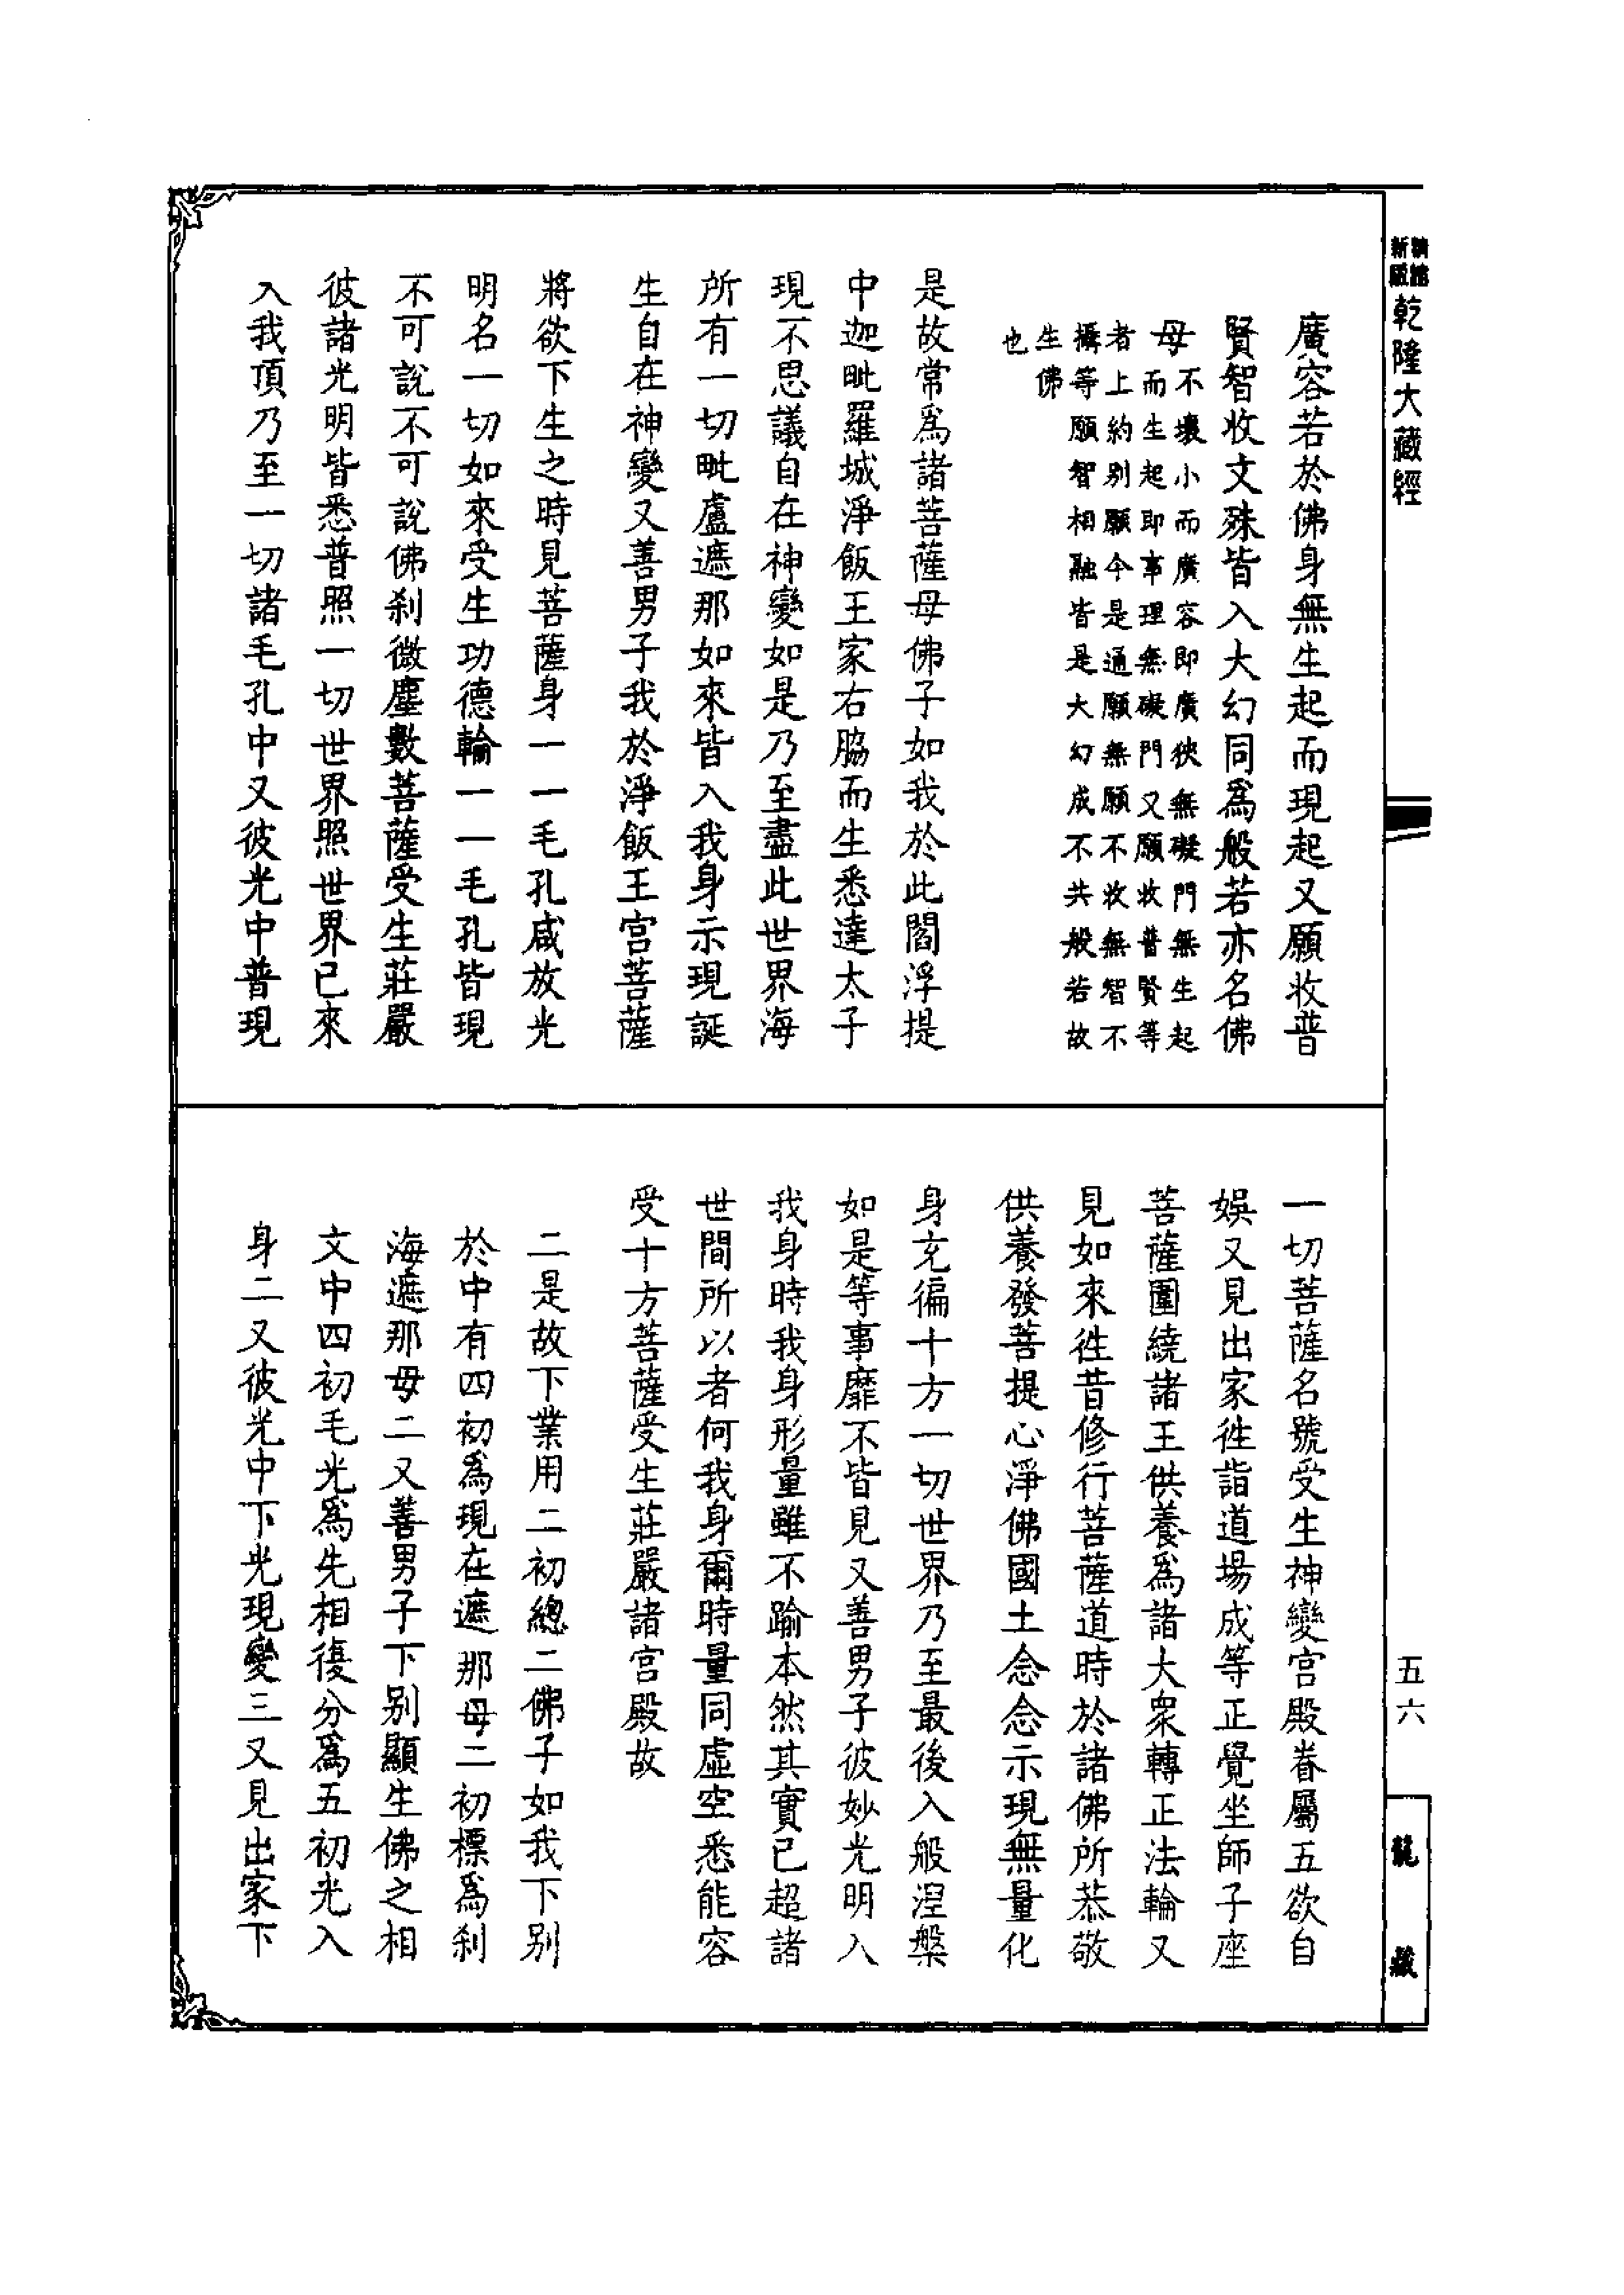 乾隆大藏經
廣容若於佛身無生起而現起又願收普
賢智收文殊皆入大幻同爲般若亦名佛
母不壞小而廣容即廣狹無礙門無生起
而生起即事理無礙門又願收普賢等
者上約別願今是通願無願不收無智不
攝等願智相融皆是大幻成不共般若故
生佛
也
是故常爲諸菩薩母佛子如我於此閻浮提
中迦毗羅城淨飯王家右脇而生悉達太子
現不思議自在神變如是乃至盡此世界海
所有一切毗盧遮那如來皆入我身示現誕
生自在神變又善男子我於淨飯王宮菩薩
將欲下生之時見菩薩身一一毛孔咸放光
明名一切如來受生功德輪一一毛孔皆現
不可說不可說佛刹微塵數菩薩受生莊嚴
彼諸光明皆悉普照一切世界照世界已來
入我頂乃至一切諸毛孔中又彼光中普現
一切菩薩名號受生神變宮殿眷屬五欲自
娛又見出家徃詣道場成等正覺坐師子座
菩薩圍繞諸王供養爲諸大衆轉正法輪又
見如來徃昔修行菩薩道時於諸佛所恭敬
供養發菩提心淨佛國土念念示現無量化
身充徧十方一切世界乃至最後入般涅槃
如是等事靡不皆見又善男子彼妙光明入
我身時我身形量雖不踰本然其實已超諸
世間所以者何我身爾時量同虛空悉能容
受十方菩薩受生莊嚴諸宮殿故
二是故下業用二初總二佛子如我下別
於中有四初爲現在遮那母二初標爲刹
海遮那母二又善男子下別顯生佛之相
文中四初毛光爲先相復分爲五初光入
身二又彼光中下光現變三又見出家下
五六
龍藏